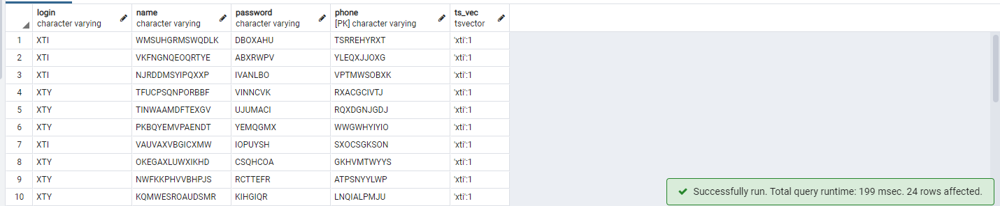 login name password phone ts_vec
character varying character varying character varying [PK] character varying tsvector
1 XTI WMSUHGRMSWQDLK DBOXAHU TSRREHYRXT 'xti':1
2 XTI VKFNGNQEOQRTYE ABXRWPV YLEQXJJOXG 'xti':1
3 XTI NJRDDMSYIPQXXP IVANLBO VPTMWSOBXK 'xti':1
4 XTY TFUCPSQNPORBBF VINNCVK RXACGCIVTJ 'xti':1
5 XTY TINWAAMDFTEXGV UJUMACI RQXDGNJGDJ 'xti':1
6 XTY PKBQYEMVPAENDT YEMQGMX WWGWHYIYIO 'xti':1
7 XTI VAUVAXVBGICXMW IOPUYSH SXOCSGKSON 'xti':1
8 XTY OKEGAXLUWXIKHD CSQHCOA GKHVMTWYYS 'xti':1
9 XTY NWFKKPHVVBHPJS RCTTEFR ATPSNYYLWP 'xti':1
10 XTY KQMWESROAUDSMR KIHGIQR LNQIALPMJU 'xti':1
Successfully run. Total query runtime: 199 msec. 24 rows affected.